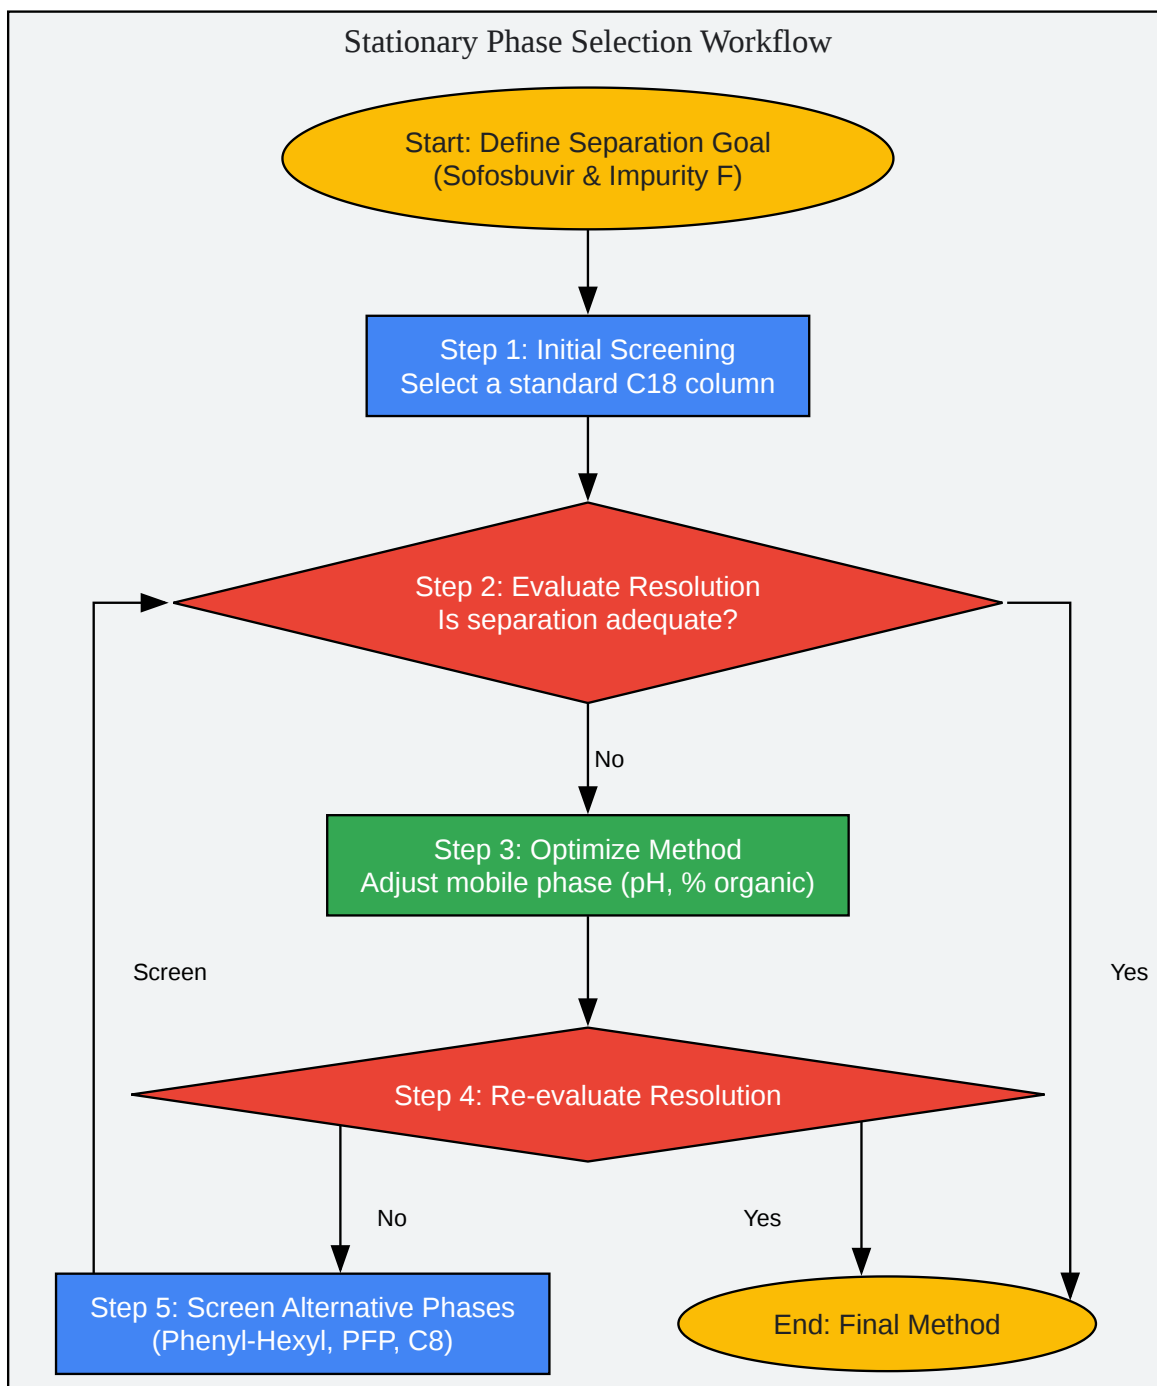 Stationary Phase Selection Workflow
Start: Define Separation Goal
(Sofosbuvir & Impurity F)
Step 1: Initial Screening
Select a standard C18 column
Step 2: Evaluate Resolution
Is separation adequate?
No
Step 3: Optimize Method
Adjust mobile phase (pH, % organic)
Screen
Yes
Step 4: Re-evaluate Resolution
No
Yes
Step 5: Screen Alternative Phases
(Phenyl-Hexyl, PFP, C8)
End: Final Method